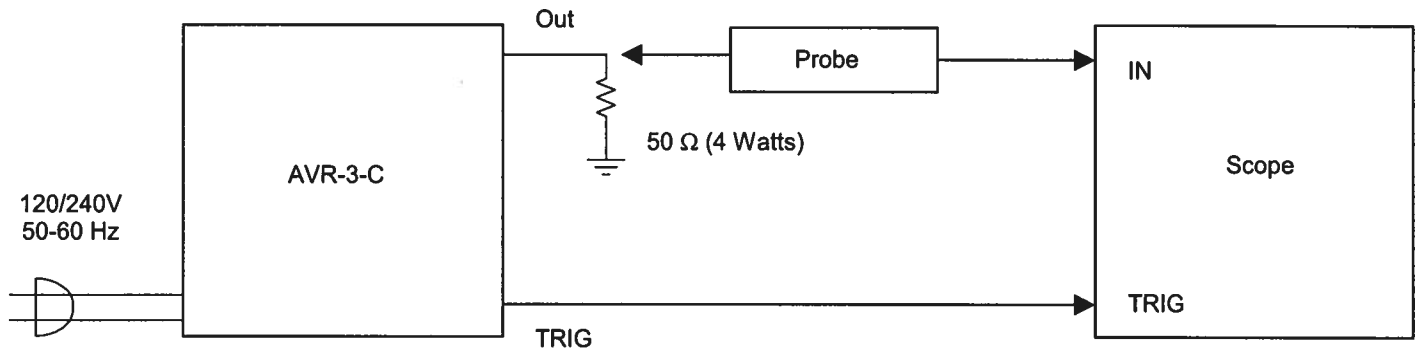 Out
Probe
IN
50 Ω (4 Watts)
AVR-3-C
Scope
120/240V
50-60 Hz
TRIG
TRIG